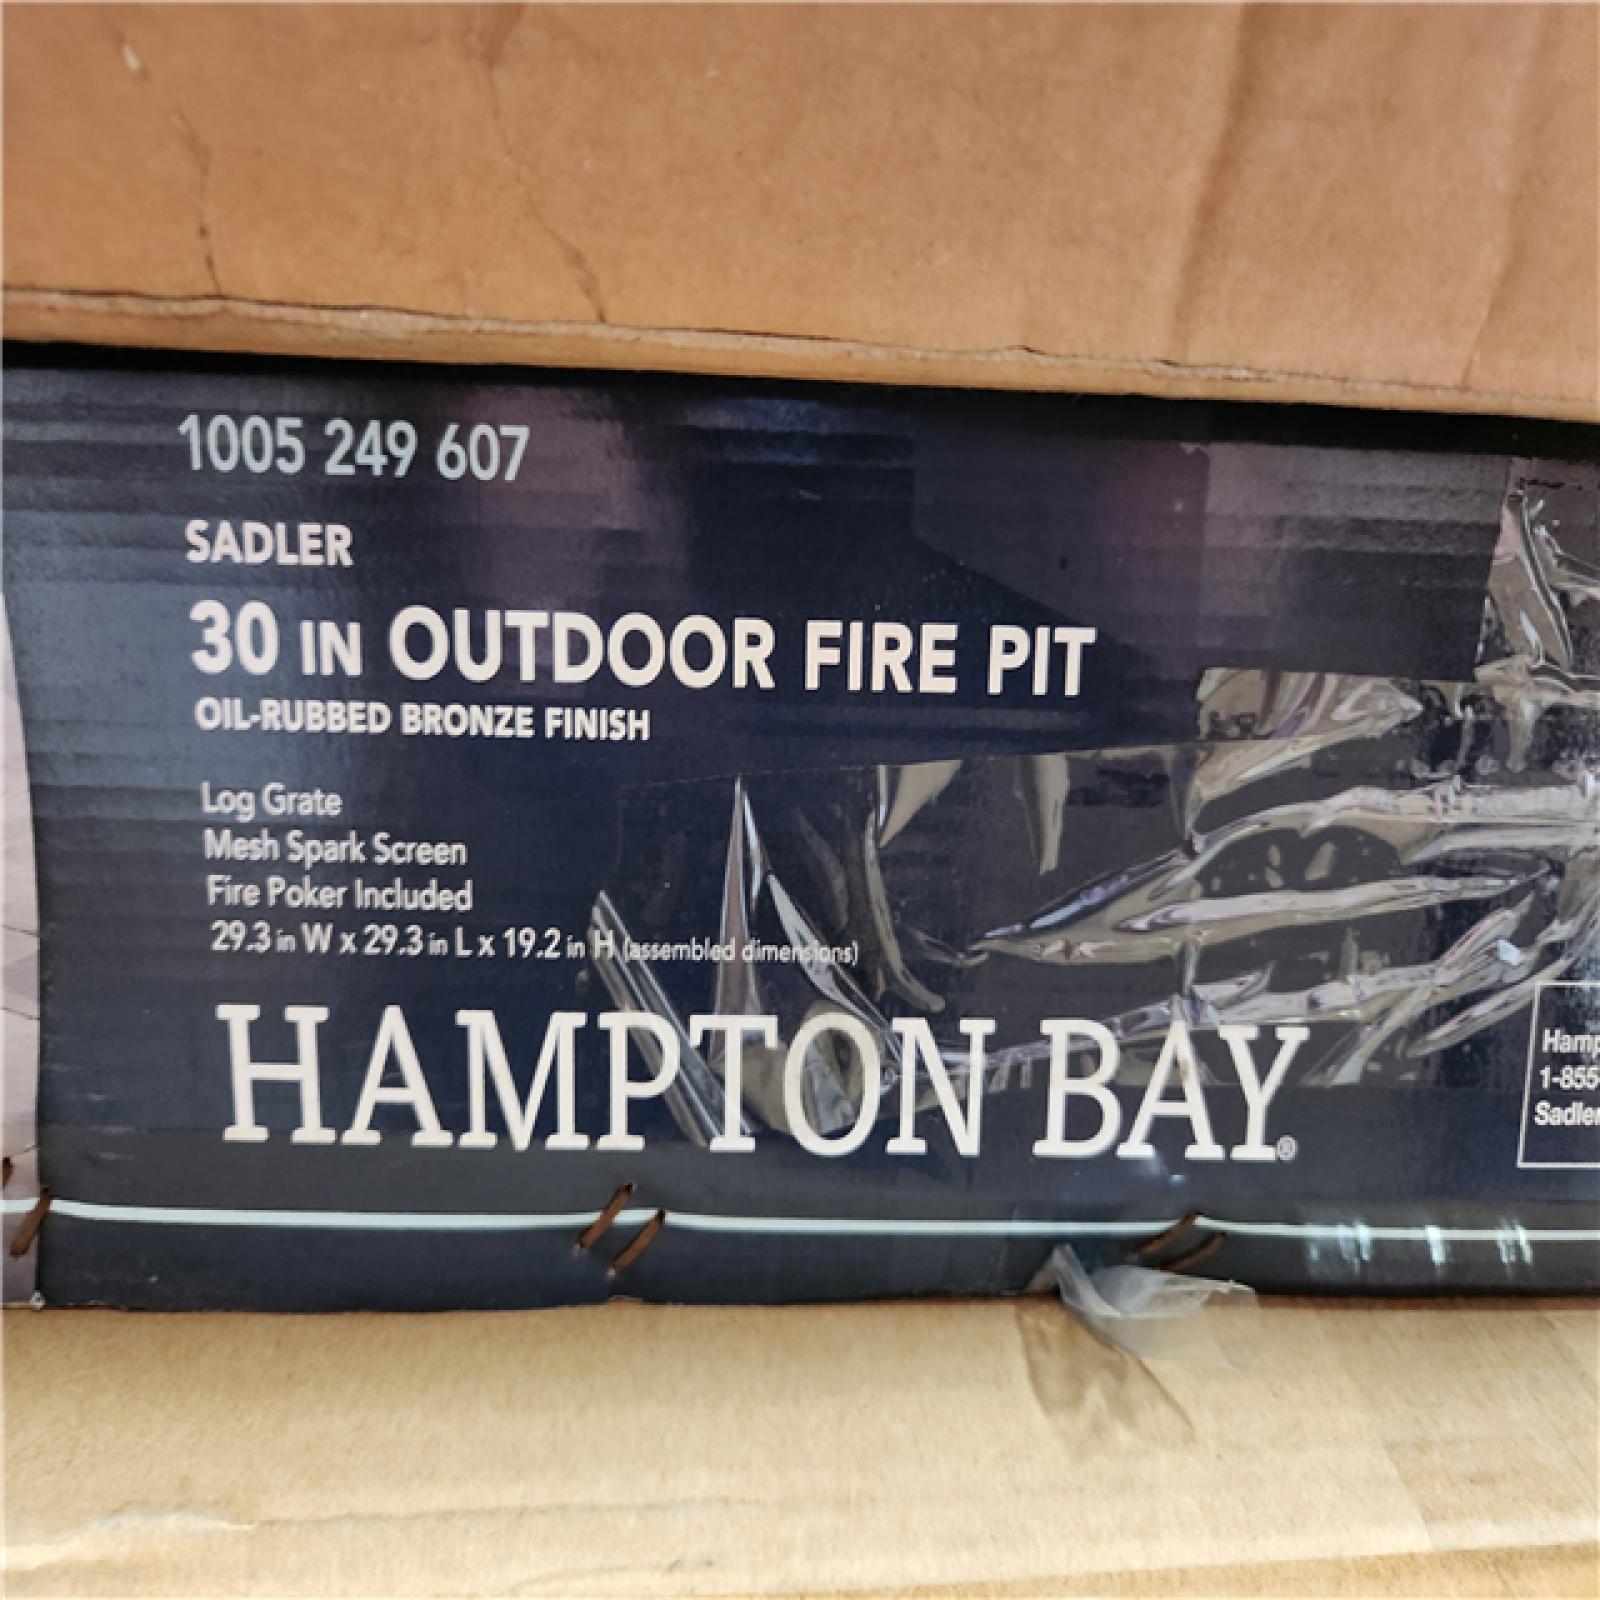 1005 249 607
SADLER
30 IN OUTDOOR FIRE PIT
OIL-RUBBED BRONZE FINISH
Log Grate
Mesh Spark Screen
Fire Poker Included
29.3 in W x 29.3 in L x 19.2 in H (assembled dimensions)
HAMPTON BAY®
Hamp
1-855-
Sadler